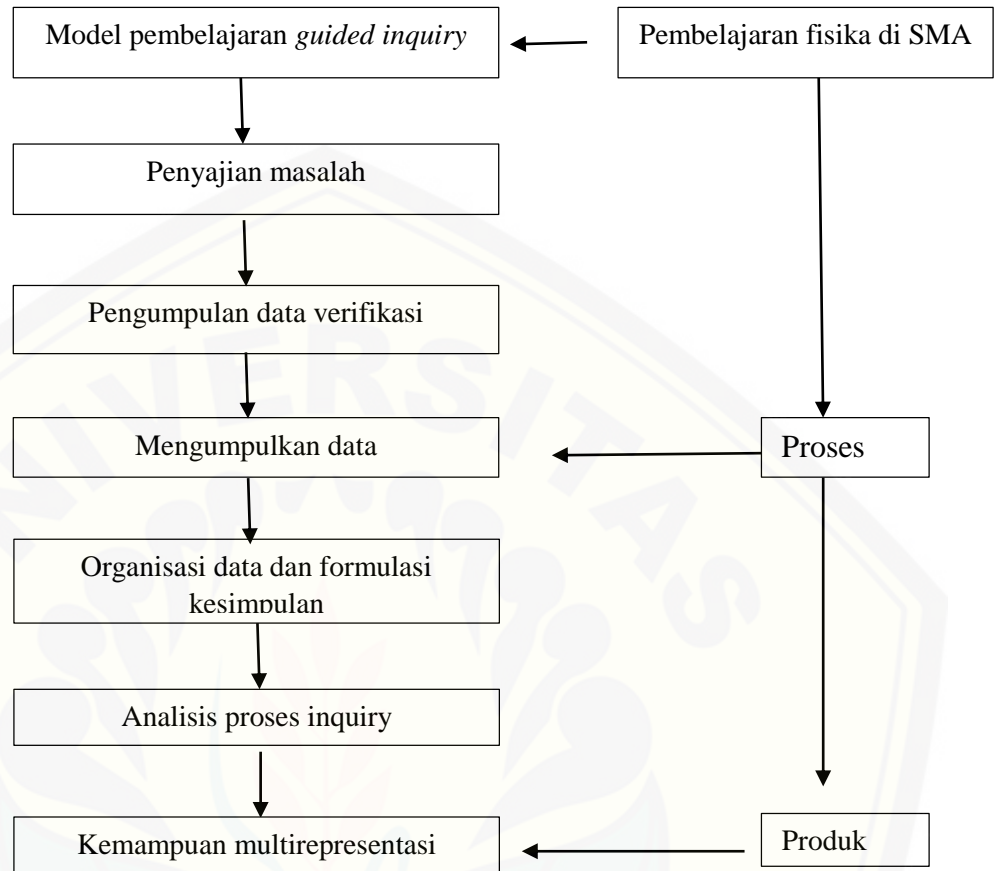 Model pembelajaran guided inquiry
Pembelajaran fisika di SMA
Penyajian masalah
Pengumpulan data verifikasi
Mengumpulkan data
Proses
Organisasi data dan formulasi
kesimpulan
Analisis proses inquiry
Kemampuan multirepresentasi
Produk
UNIVERSITAS